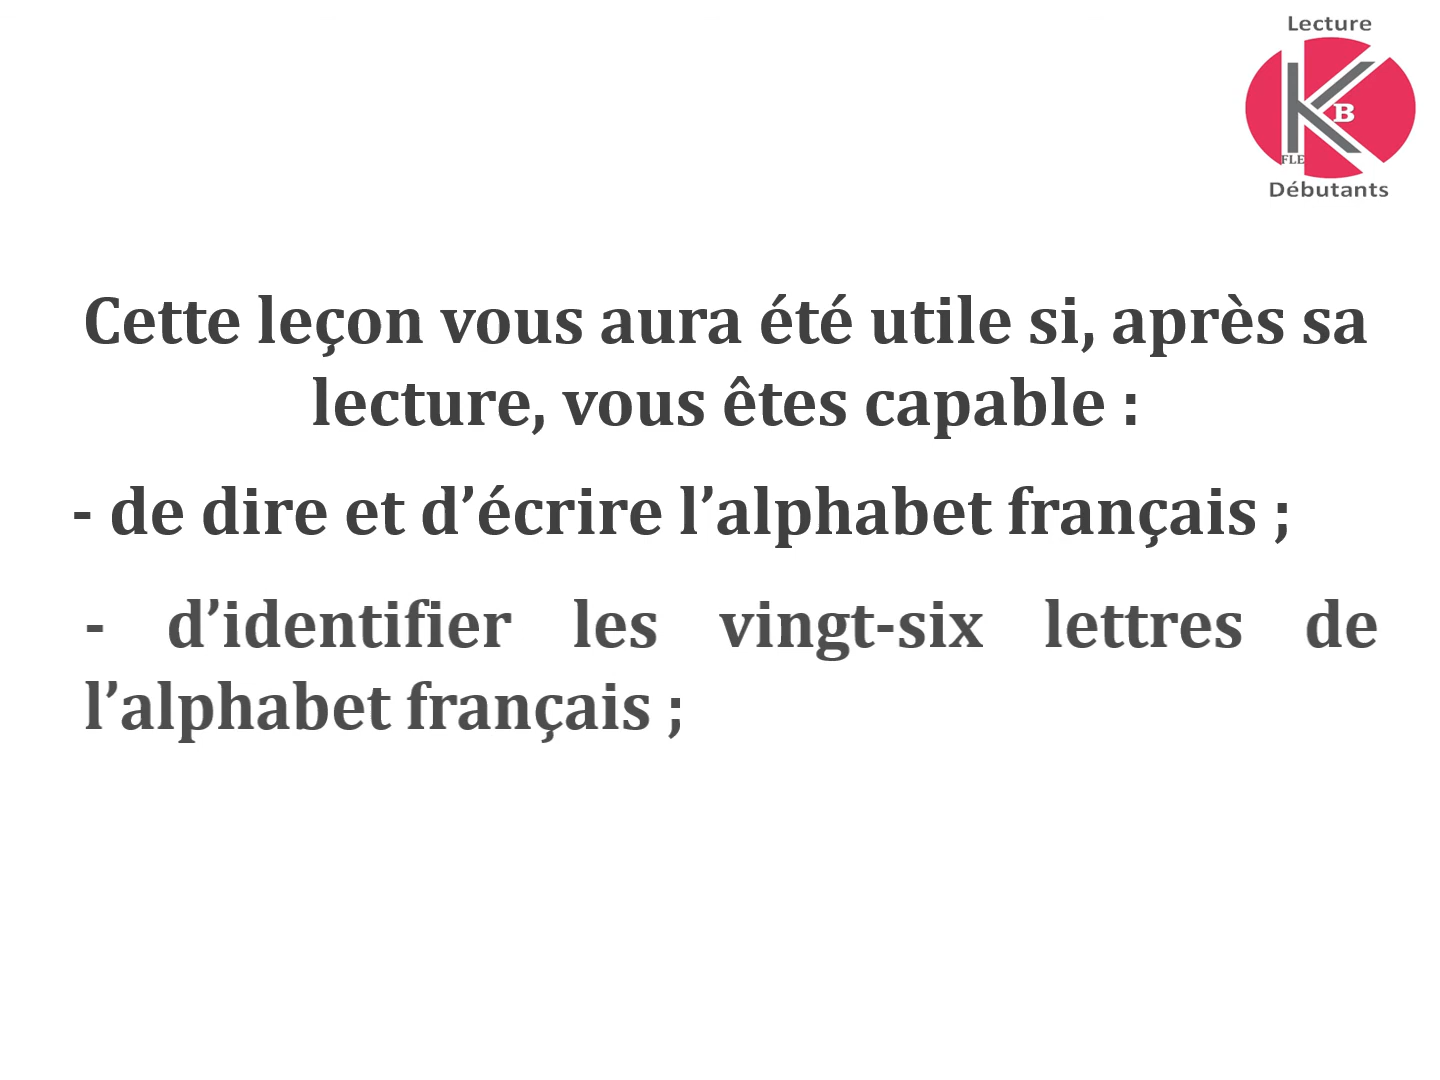 Lecture
K
B
FLE
Débutants
Cette leçon vous aura été utile si, après sa
lecture, vous êtes capable :
- de dire et d’écrire l’alphabet français ;
- d’identifier les vingt-six lettres de
l’alphabet français ;